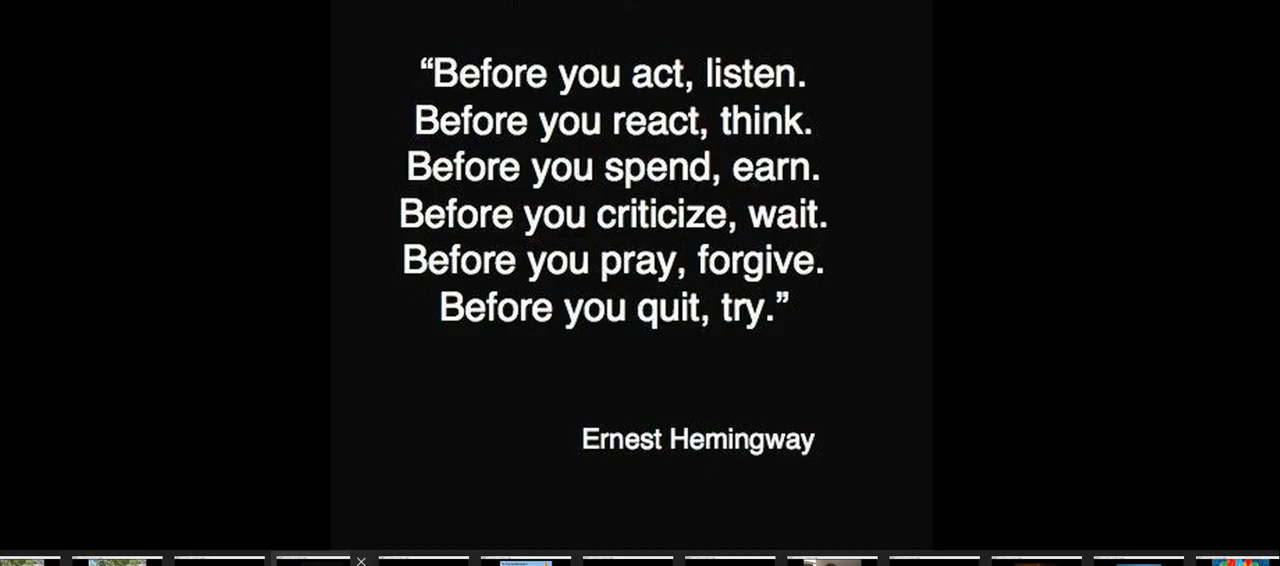 “Before you act, listen.
Before you react, think.
Before you spend, earn.
Before you criticize, wait.
Before you pray, forgive.
Before you quit, try.”
Ernest Hemingway